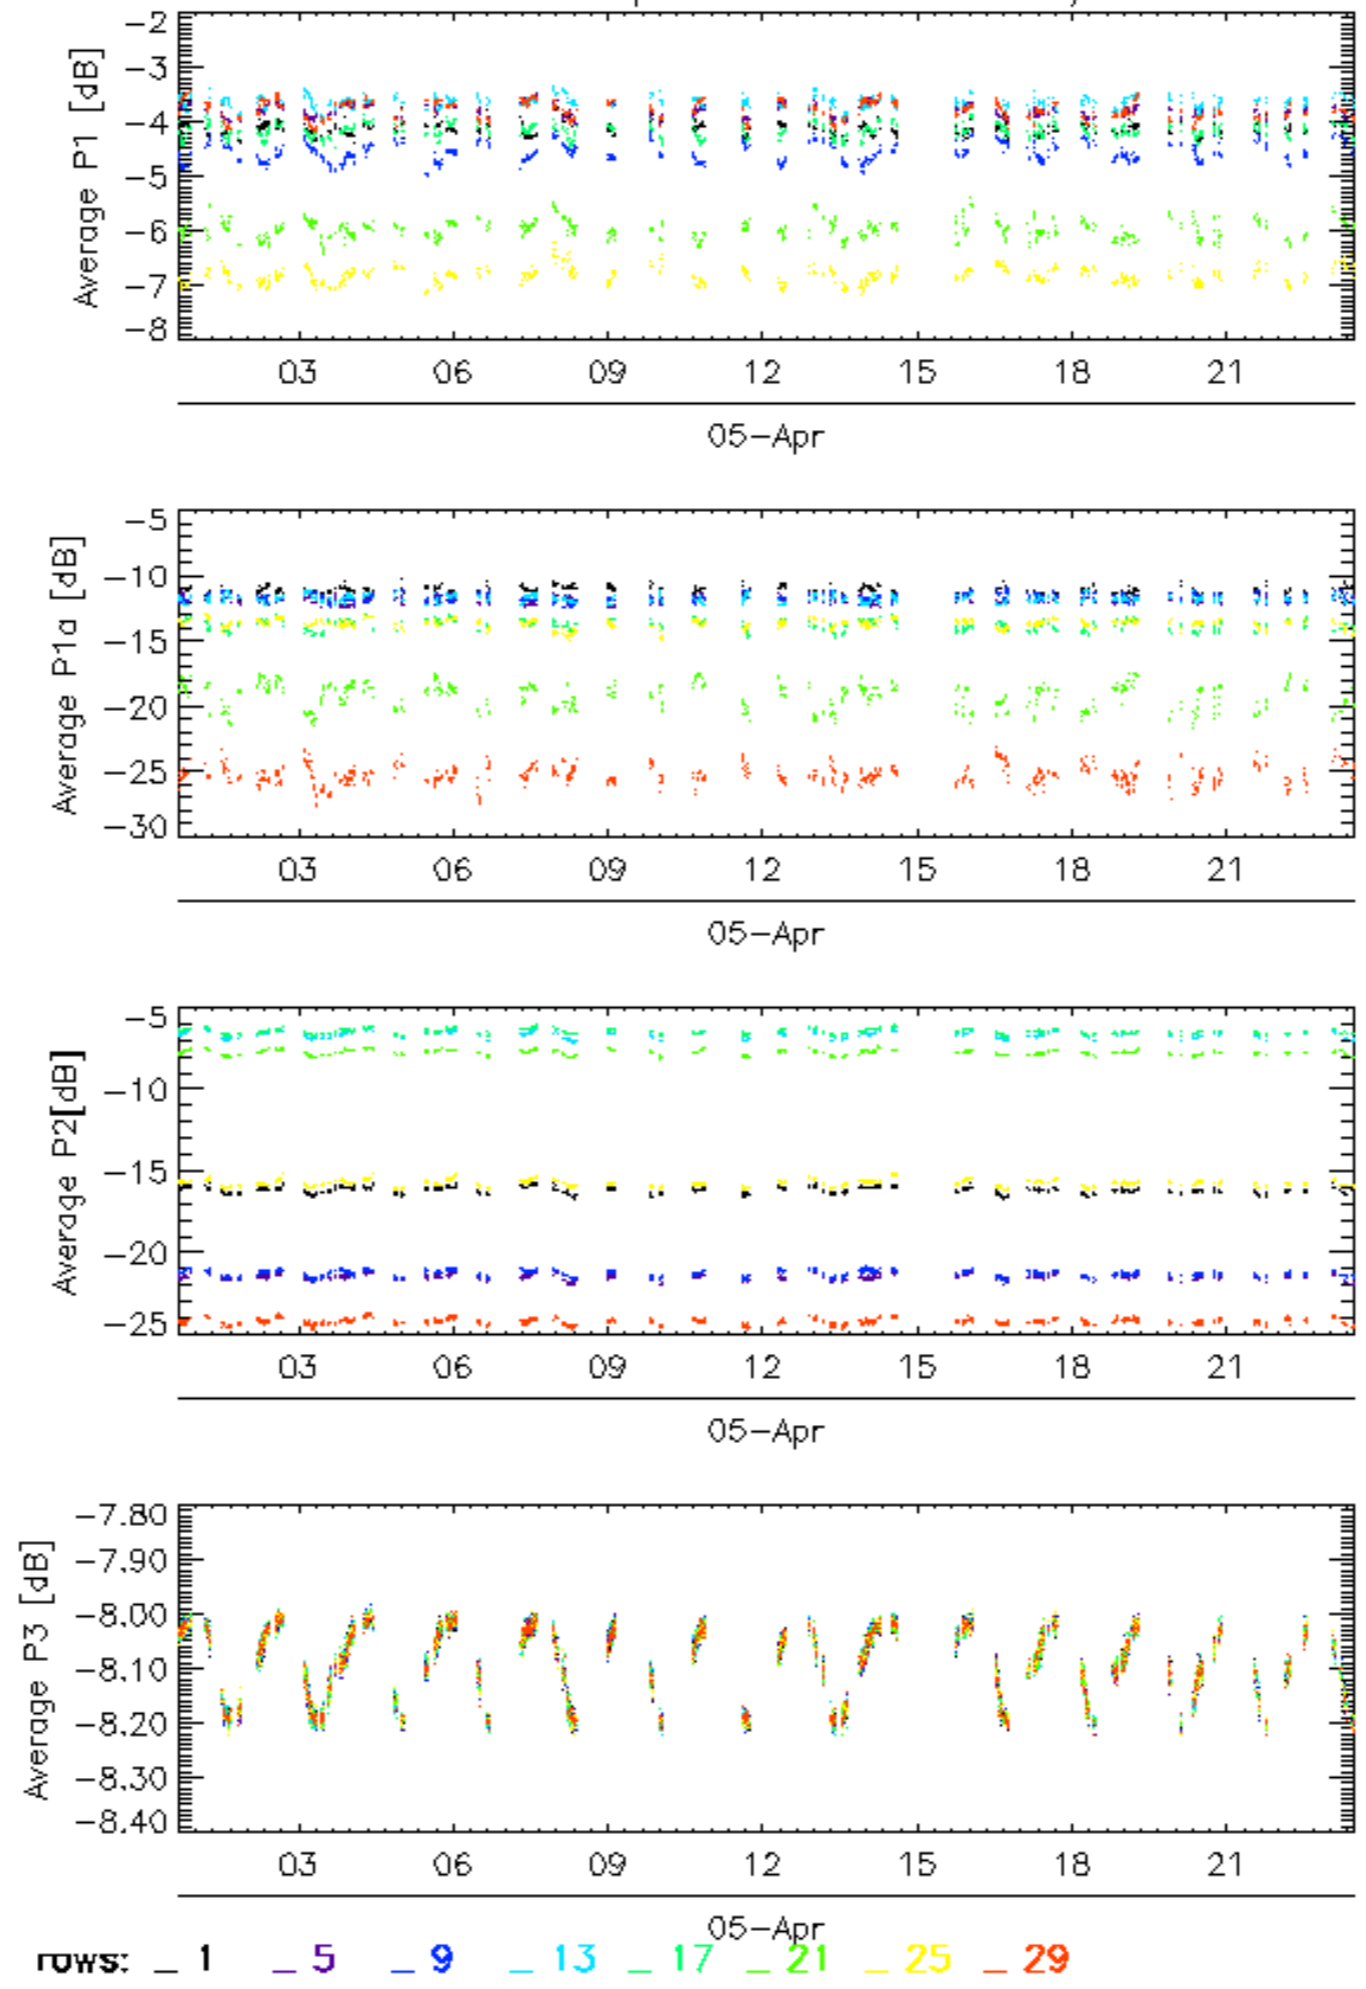 Average P1 [dB]
-2
-3
-4
-5
-6
-7
-8
03 06 09 12 15 18 21
05-Apr
Average P1a [dB]
-5
-10
-15
-20
-25
-30
03 06 09 12 15 18 21
05-Apr
Average P2[dB]
-5
-10
-15
-20
-25
03 06 09 12 15 18 21
05-Apr
Average P3 [dB]
-7.80
-7.90
-8.00
-8.10
-8.20
-8.30
-8.40
03 06 09 12 15 18 21
05-Apr
rows: _ 1 _ 5 _ 9 _ 13 _ 17 _ 21 _ 25 _ 29